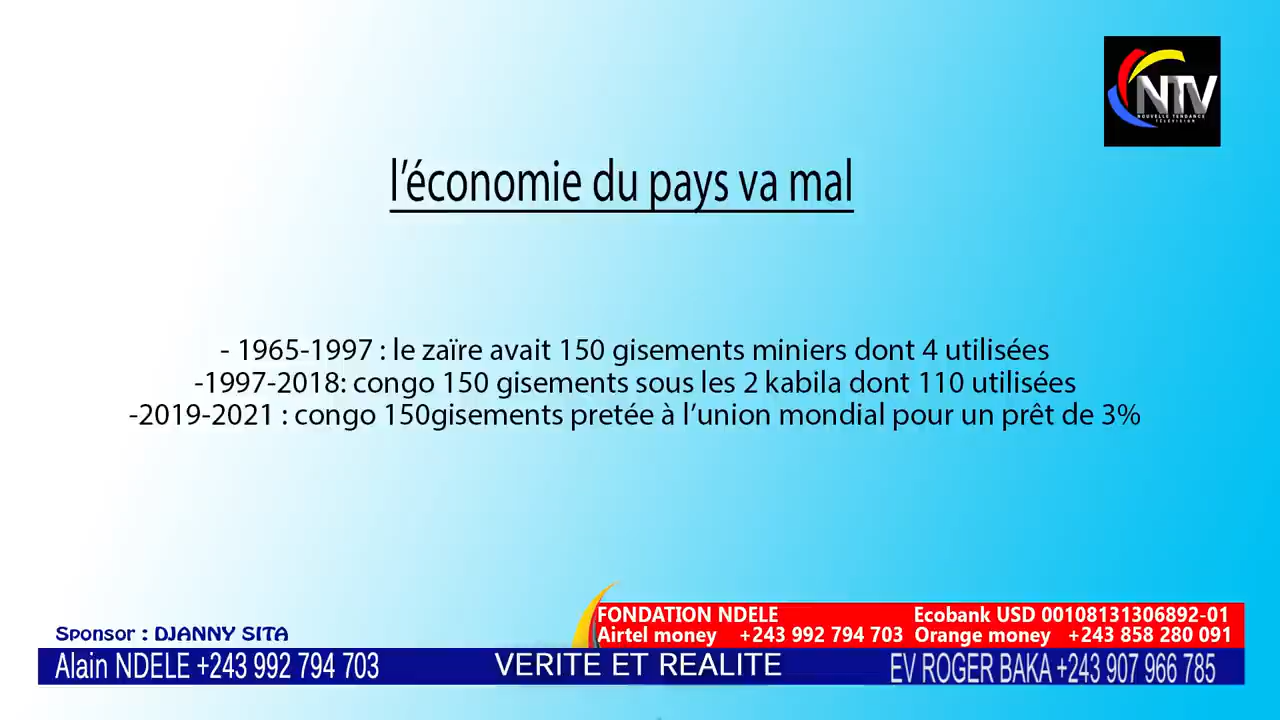 NTV
NOUVELLE TENDANCE
TÉLÉVISION
l'économie du pays va mal
- 1965-1997 : le zaïre avait 150 gisements miniers dont 4 utilisées
-1997-2018: congo 150 gisements sous les 2 kabila dont 110 utilisées
-2019-2021 : congo 150gisements pretée à l'union mondial pour un prêt de 3%
FONDATION NDELE Ecobank USD 00108131306892-01
Sponsor : DJANNY SITA
Airtel money +243 992 794 703 Orange money +243 858 280 091
Alain NDELE +243 992 794 703 VERITE ET REALITE EV ROGER BAKA +243 907 966 785